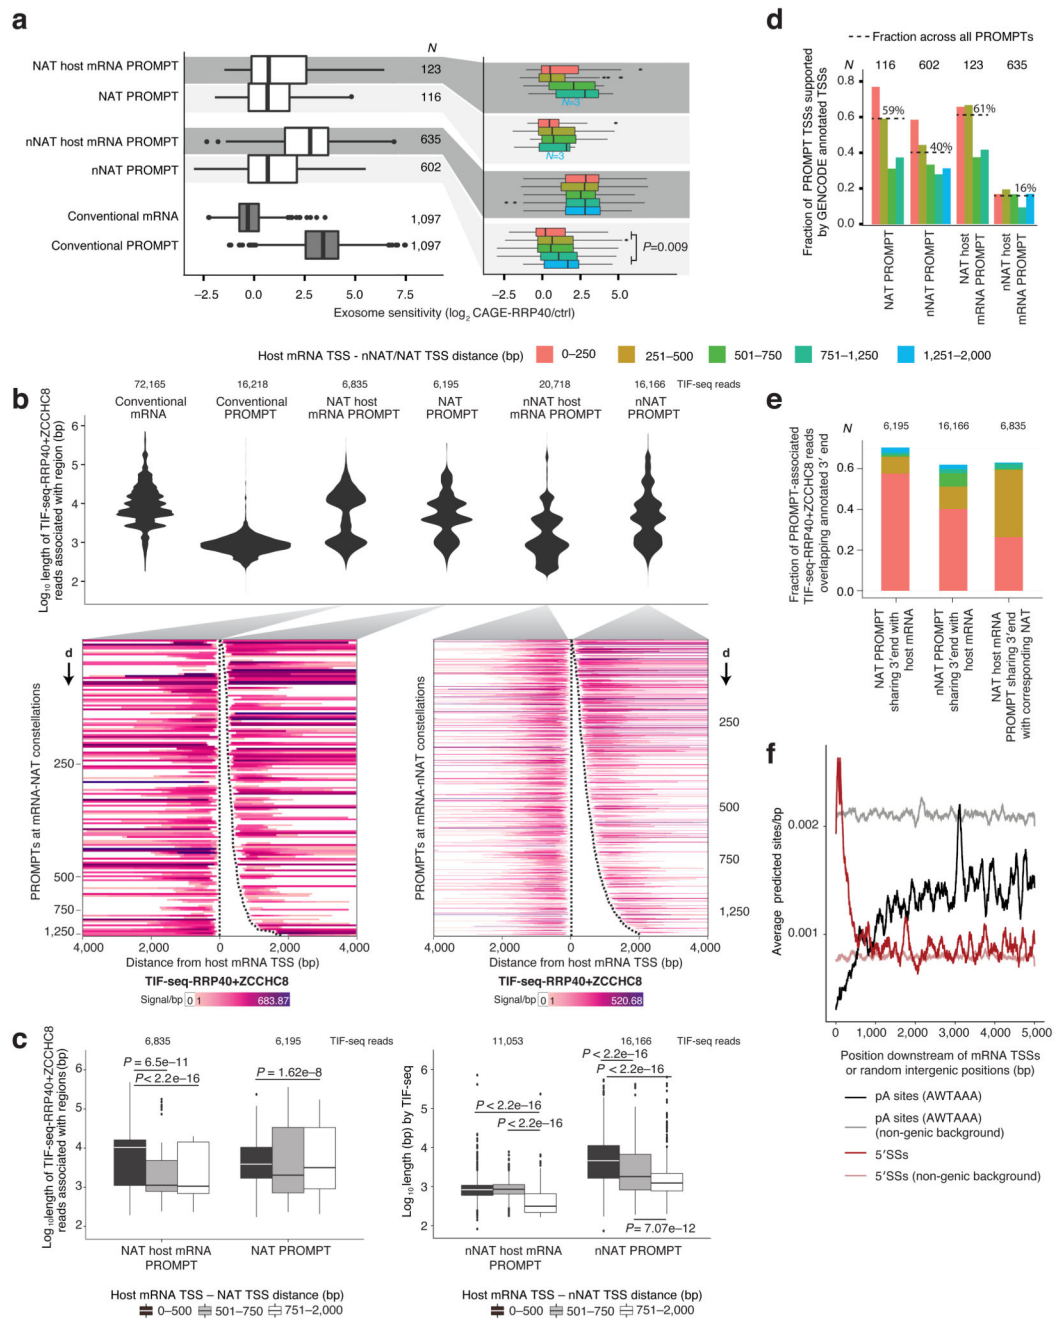 a
N
NAT host mRNA PROMPT
123
NAT PROMPT
116
nNAT host mRNA PROMPT
635
nNAT PROMPT
602
Conventional mRNA
1,097
Conventional PROMPT
1,097
N=3
N=3
P=0.009
−2.5 0.0 2.5 5.0 7.5
−2.5 0.0 2.5 5.0
Exosome sensitivity (log2 CAGE-RRP40/ctrl)
d
Fraction across all PROMPTs
N 116 602 123 635
Fraction of PROMPT TSSs supported
by GENCODE annotated TSSs
0.8
0.6
0.4
0.2
0.0
59%
40%
61%
16%
NAT PROMPT
nNAT PROMPT
NAT host
mRNA PROMPT
nNAT host
mRNA PROMPT
Host mRNA TSS - nNAT/NAT TSS distance (bp)
0–250
251–500
501–750
751–1,250
1,251–2,000
b
72,165 16,218 6,835 6,195 20,718 16,166 TIF-seq reads
Conventional
mRNA
Conventional
PROMPT
NAT host
mRNA PROMPT
NAT
PROMPT
nNAT host
mRNA PROMPT
nNAT
PROMPT
Log10 length of TIF-seq-RRP40+ZCCHC8
reads associated with region (bp)
6
5
4
3
2
PROMPTs at mRNA-NAT constellations
d
250
500
750
1,250
4,000 2,000 0 2,000 4,000
Distance from host mRNA TSS (bp)
TIF-seq-RRP40+ZCCHC8
Signal/bp 0 1 683.87
PROMPTs at mRNA-nNAT constellations
d
250
500
750
1,250
4,000 2,000 0 2,000 4,000
Distance from host mRNA TSS (bp)
TIF-seq-RRP40+ZCCHC8
Signal/bp 0 1 520.68
e
N 6,195 16,166 6,835
Fraction of PROMPT-associated
TIF-seq-RRP40+ZCCHC8 reads
overlapping annotated 3′ end
0.6
0.4
0.2
0.0
NAT PROMPT
sharing 3′end with
host mRNA
nNAT PROMPT
sharing 3′end with
host mRNA
NAT host mRNA
PROMPT sharing 3′end
with corresponding NAT
f
Average predicted sites/bp
0.002
0.001
0 1,000 2,000 3,000 4,000 5,000
Position downstream of mRNA TSSs
or random intergenic positions (bp)
pA sites (AWTAAA)
pA sites (AWTAAA)
(non-genic background)
5′SSs
5′SSs (non-genic background)
c
6,835 6,195 TIF-seq reads
Log10 length of TIF-seq-RRP40+ZCCHC8
reads associated with regions (bp)
6
5
4
3
2
P = 6.5e−11
P < 2.2e−16
P = 1.62e−8
NAT host mRNA
PROMPT
NAT PROMPT
Host mRNA TSS – NAT TSS distance (bp)
0–500 501–750 751–2,000
11,053 16,166 TIF-seq reads
Log10 length (bp) by TIF-seq
6
5
4
3
2
P < 2.2e−16
P < 2.2e−16
P < 2.2e−16
P < 2.2e−16
P = 7.07e−12
nNAT host mRNA
PROMPT
nNAT PROMPT
Host mRNA TSS – nNAT TSS distance (bp)
0–500 501–750 751–2,000